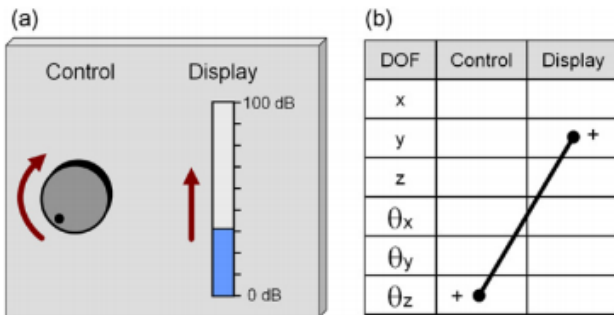 (a)
Control Display
100 dB
0 dB
(b)
DOF Control Display
x
y +
z
θx
θy
θz +